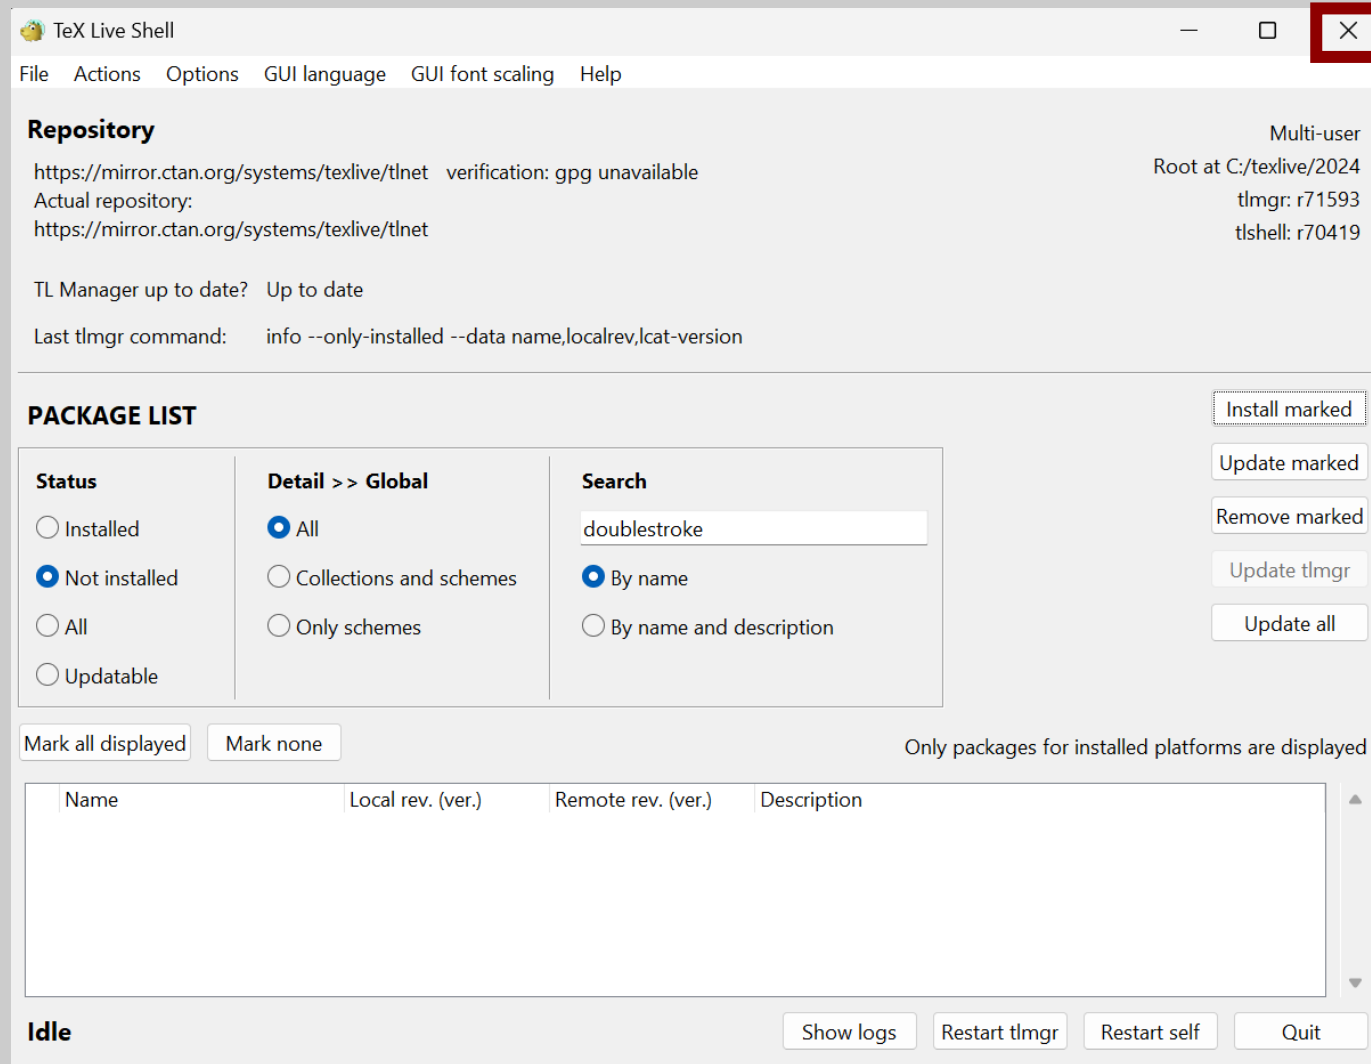 TeX Live Shell
File Actions Options GUI language GUI font scaling Help
Repository
https://mirror.ctan.org/systems/texlive/tlnet verification: gpg unavailable
Actual repository:
https://mirror.ctan.org/systems/texlive/tlnet
Multi-user
Root at C:/texlive/2024
tlmgr: r71593
tlshell: r70419
TL Manager up to date? Up to date
Last tlmgr command: info --only-installed --data name,localrev,lcat-version
PACKAGE LIST
Status
Installed
Not installed
All
Updatable
Detail >> Global
All
Collections and schemes
Only schemes
Search
doublestroke
By name
By name and description
Install marked
Update marked
Remove marked
Update tlmgr
Update all
Mark all displayed Mark none
Only packages for installed platforms are displayed
Name Local rev. (ver.) Remote rev. (ver.) Description
Idle
Show logs Restart tlmgr Restart self Quit